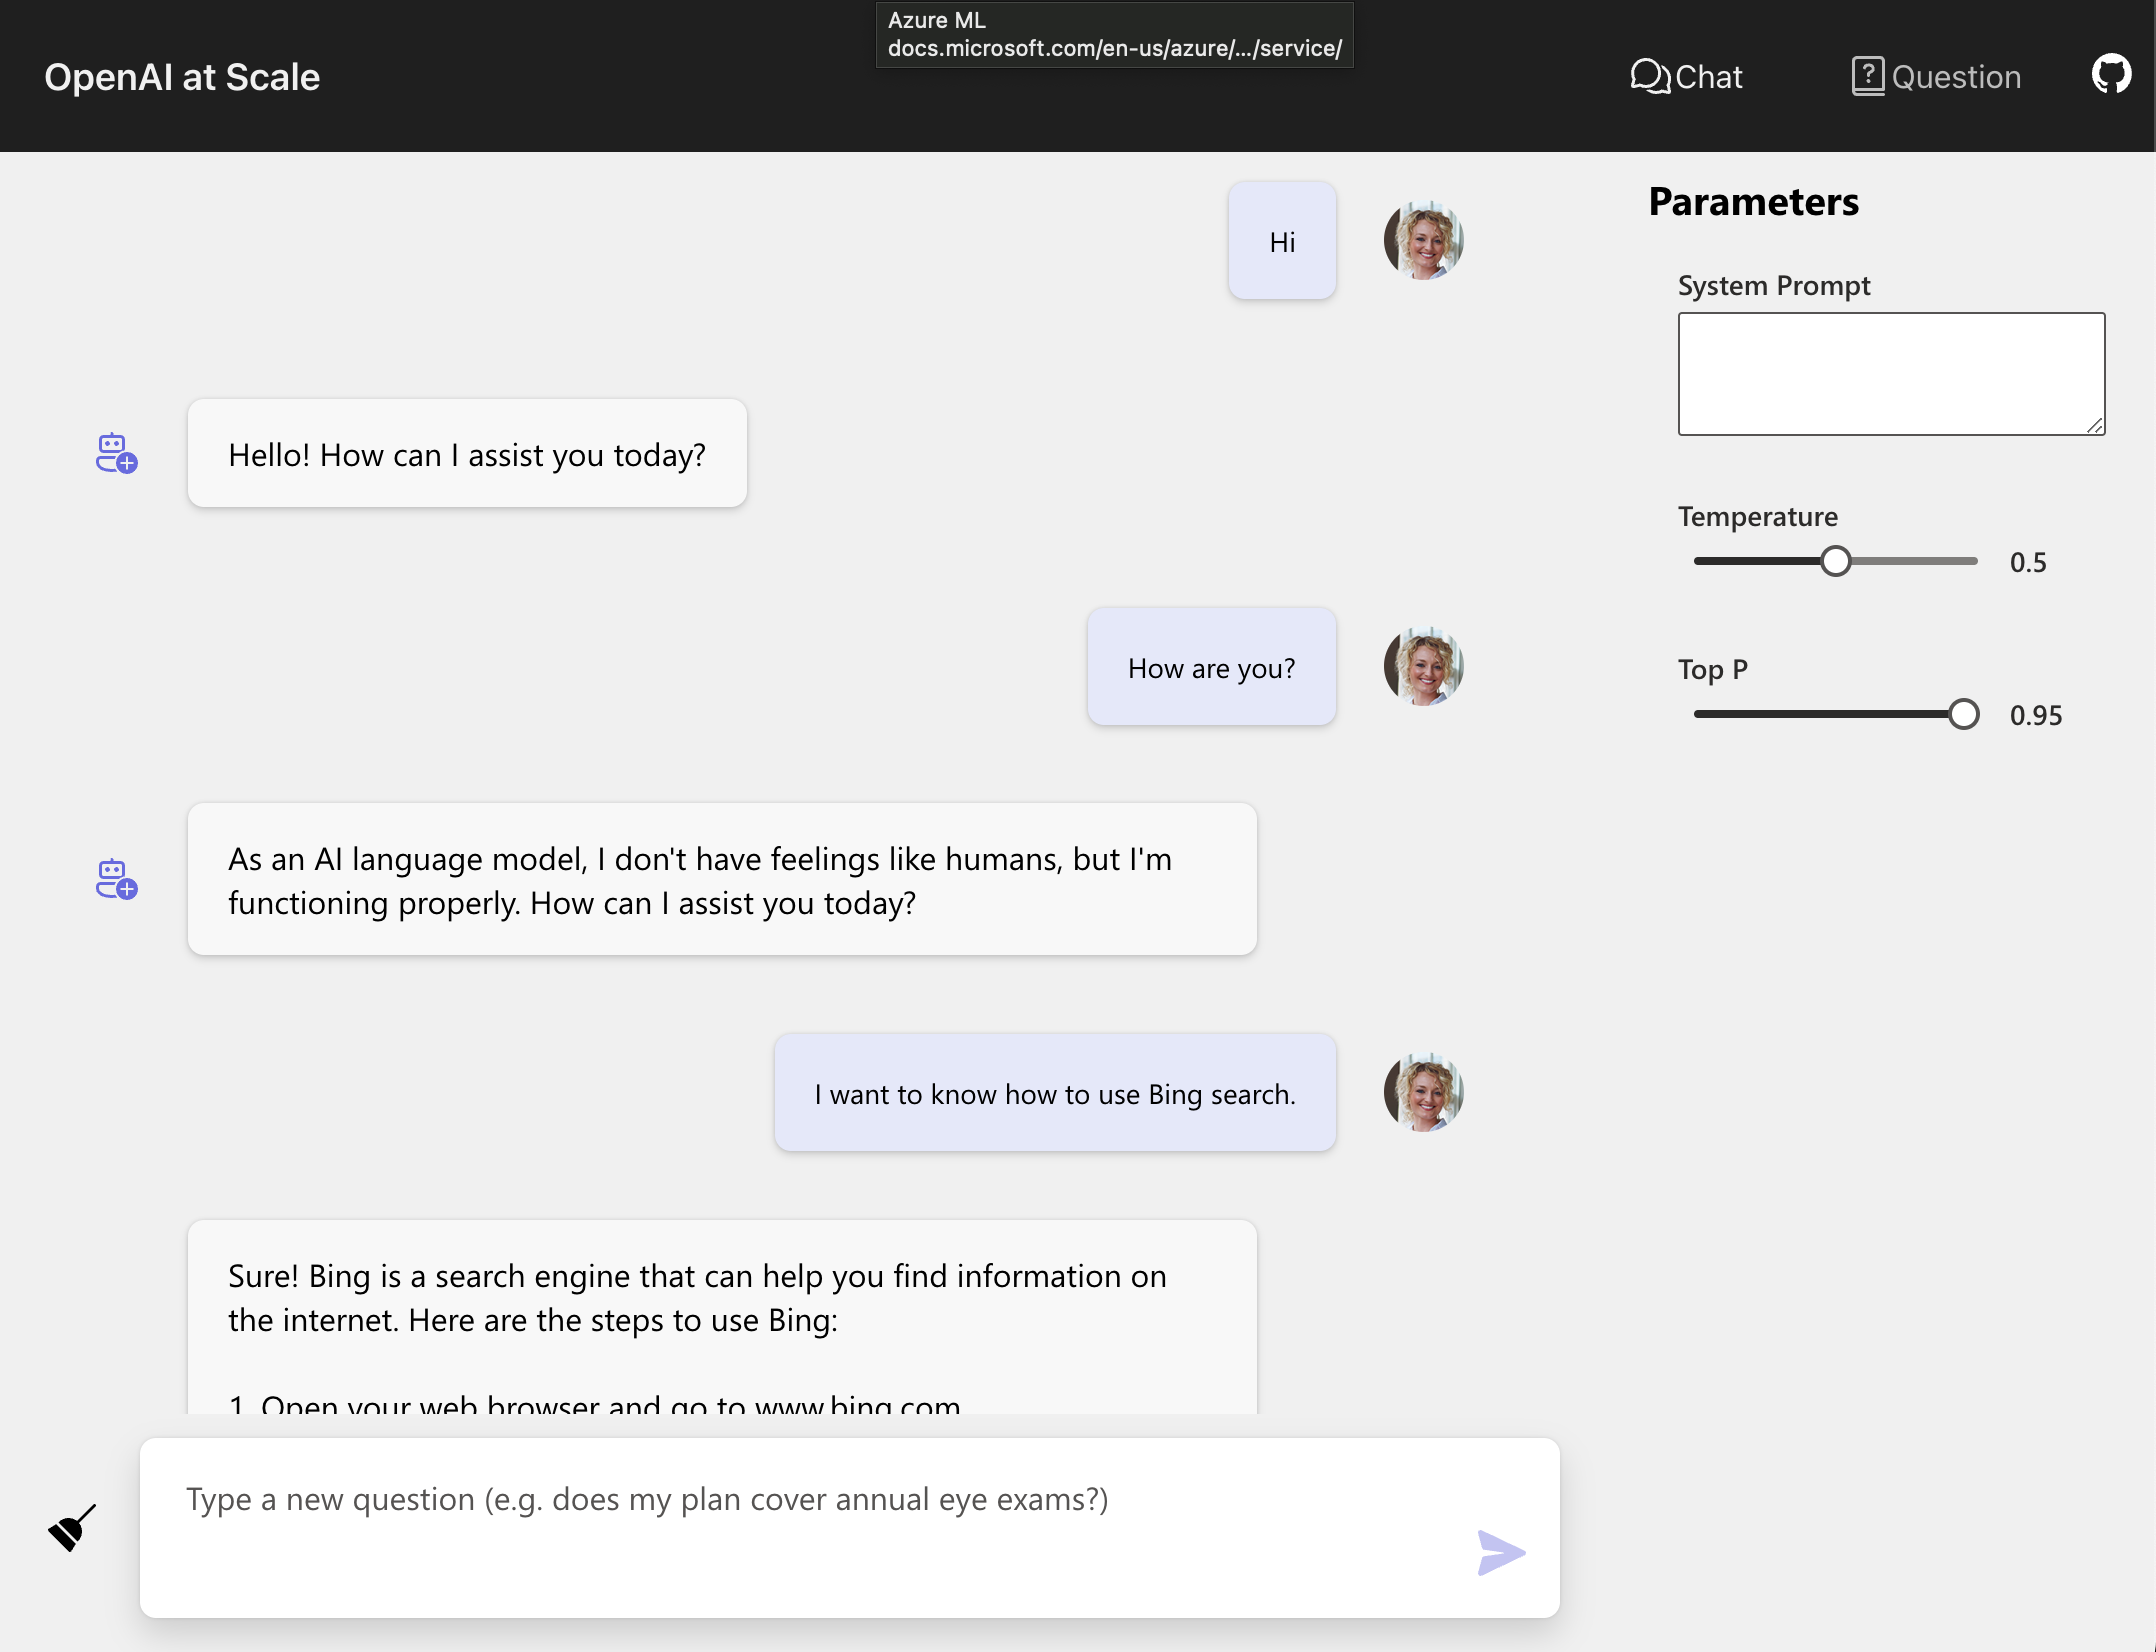 Azure ML
docs.microsoft.com/en-us/azure/.../service/
OpenAI at Scale
Chat
Question
Hi
Hello! How can I assist you today?
How are you?
As an AI language model, I don't have feelings like humans, but I'm
functioning properly. How can I assist you today?
I want to know how to use Bing search.
Sure! Bing is a search engine that can help you find information on
the internet. Here are the steps to use Bing:
1. Open your web browser and go to www.bing.com
Type a new question (e.g. does my plan cover annual eye exams?)
Parameters
System Prompt
Temperature
0.5
Top P
0.95